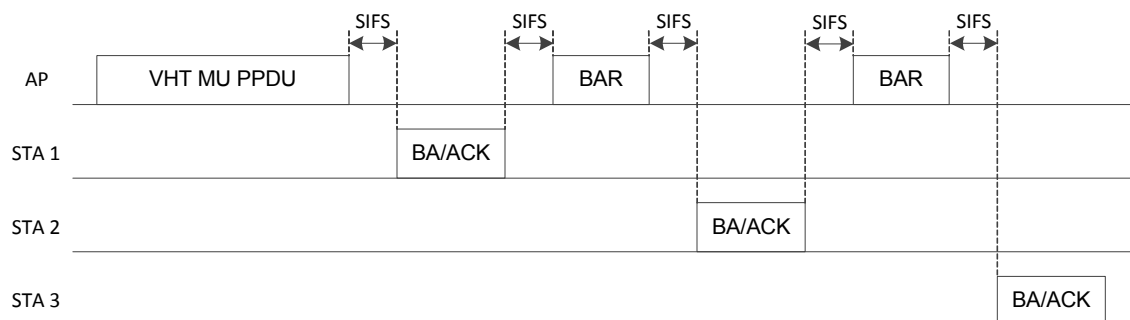 SIFS SIFS SIFS SIFS SIFS
AP VHT MU PPDU BAR BAR
STA 1 BA/ACK
STA 2 BA/ACK
STA 3 BA/ACK